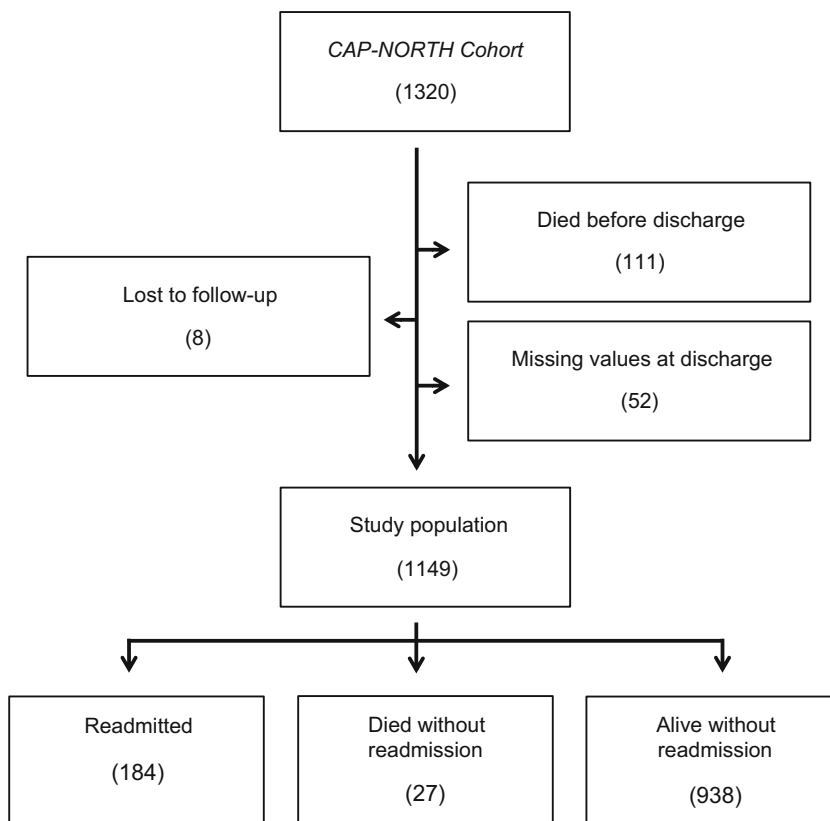 CAP-NORTH Cohort
(1320)
Died before discharge
(111)
Lost to follow-up
(8)
Missing values at discharge
(52)
Study population
(1149)
Readmitted
(184)
Died without
readmission
(27)
Alive without
readmission
(938)